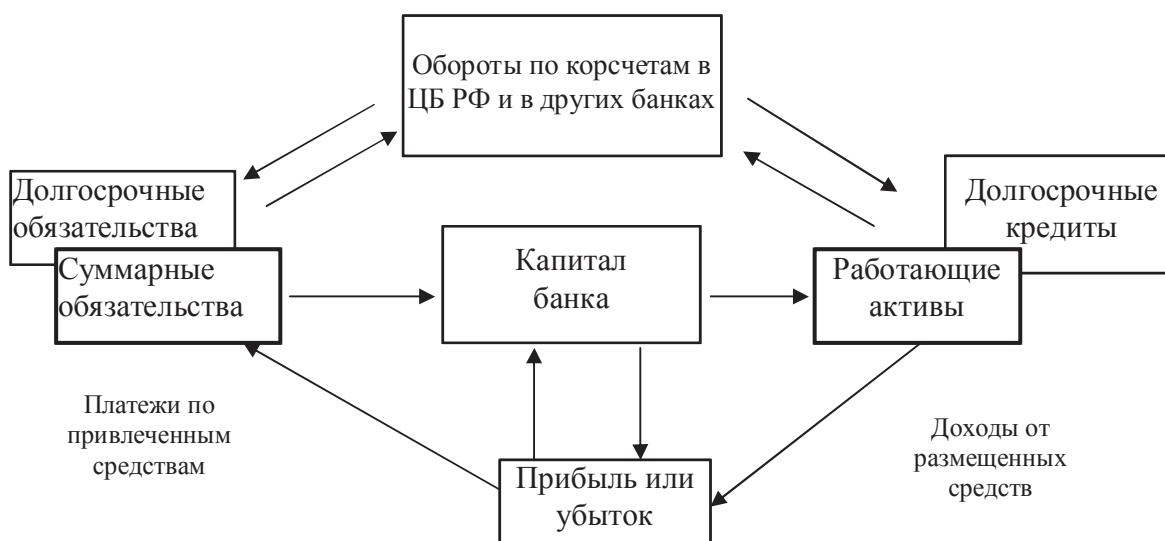 Обороты по корсчетам в
ЦБ РФ и в других банках
Долгосрочные
обязательства
Суммарные
обязательства
Капитал
банка
Долгосрочные
кредиты
Работающие
активы
Платежи по
привлеченным
средствам
Прибыль или
убыток
Доходы от
размещенных
средств